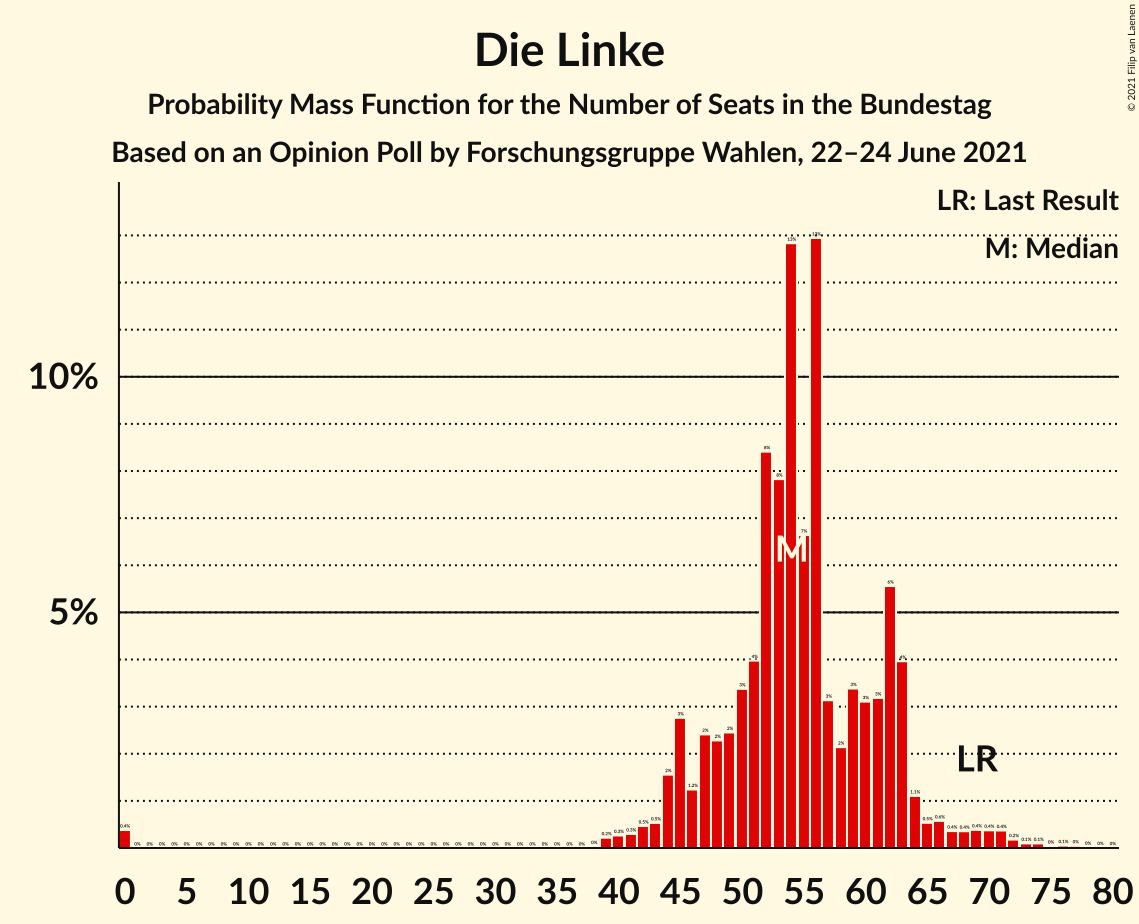 Die Linke
Probability Mass Function for the Number of Seats in the Bundestag
Based on an Opinion Poll by Forschungsgruppe Wahlen, 22–24 June 2021
© 2021 Filip van Laenen
LR: Last Result
M: Median
10%
5%
M
LR
0 5 10 15 20 25 30 35 40 45 50 55 60 65 70 75 80